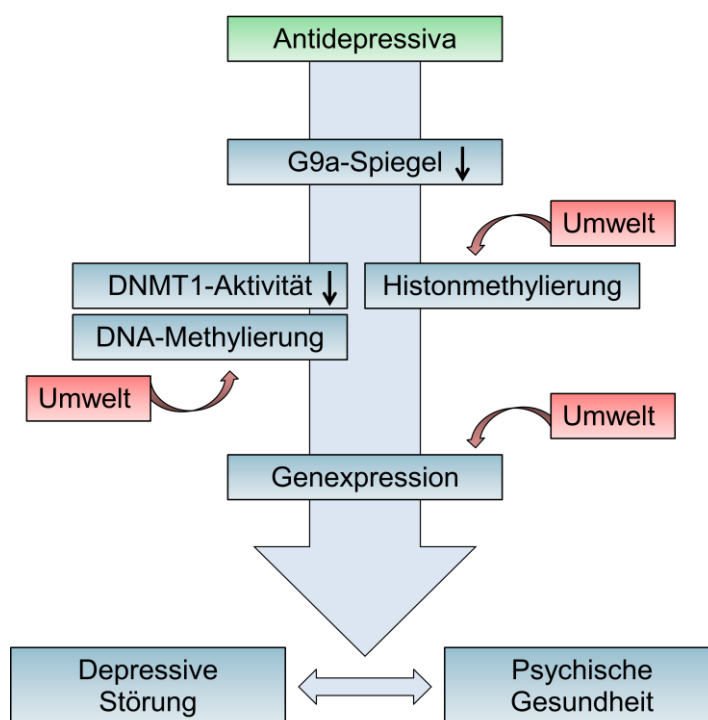 Antidepressiva
G9a-Spiegel
Umwelt
DNMT1-Aktivität
Histonmethylierung
DNA-Methylierung
Umwelt
Umwelt
Genexpression
Depressive
Störung
Psychische
Gesundheit